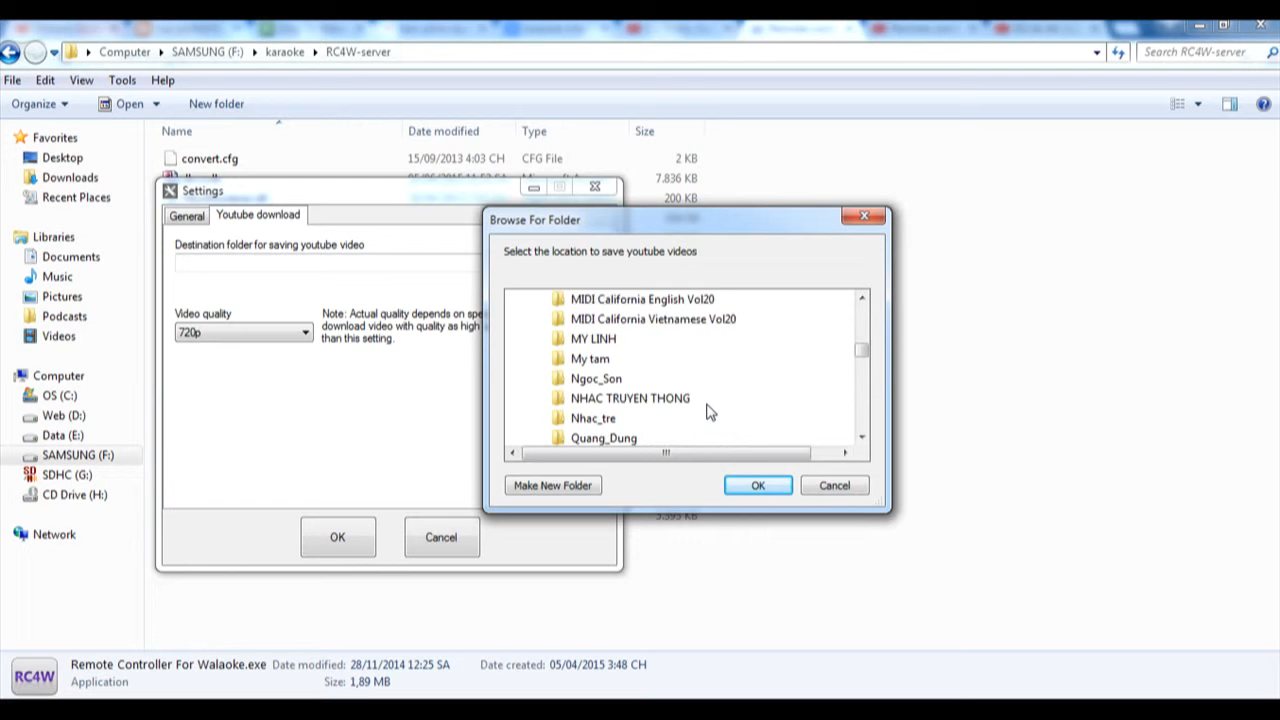 Computer ▸ SAMSUNG (F:) ▸ karaoke ▸ RC4W-server
Search RC4W-server
File Edit View Tools Help
Organize Open New folder
Name Date modified Type Size
Favorites
Desktop
Downloads
Recent Places
Libraries
Documents
Music
Pictures
Podcasts
Videos
Computer
OS (C:)
Web (D:)
Data (E:)
SAMSUNG (F:)
SDHC (G:)
CD Drive (H:)
Network
convert.cfg 15/09/2013 4:03 CH CFG File 2 KB
7.836 KB
200 KB
Settings
General Youtube download
Destination folder for saving youtube video
Video quality
720p
Note: Actual quality depends on
download video with quality as high
than this setting.
OK Cancel
Browse For Folder
Select the location to save youtube videos
MIDI California English Vol20
MIDI California Vietnamese Vol20
MY LINH
My tam
Ngoc_Son
NHAC TRUYEN THONG
Nhac_tre
Quang_Dung
Make New Folder OK Cancel
RC4W
Remote Controller For Walaoke.exe Date modified: 28/11/2014 12:25 SA Date created: 05/04/2015 3:48 CH
Application Size: 1,89 MB